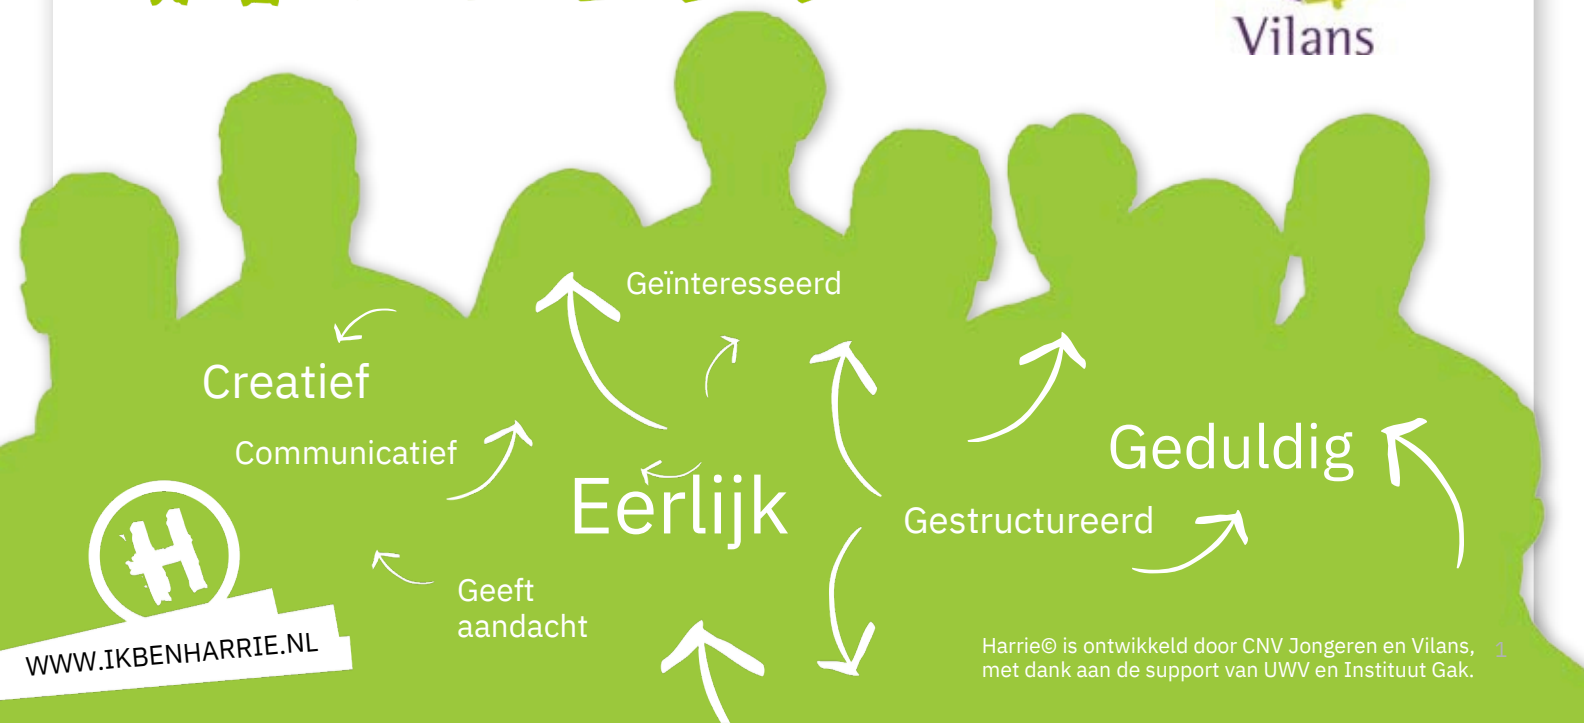 Vilans
Geïnteresseerd
Creatief
Communicatief
Geduldig
Eerlijk
Gestructureerd
Geeft
aandacht
H
WWW.IKBENHARRIE.NL
Harrie© is ontwikkeld door CNV Jongeren en Vilans,
met dank aan de support van UWV en Instituut Gak.
1